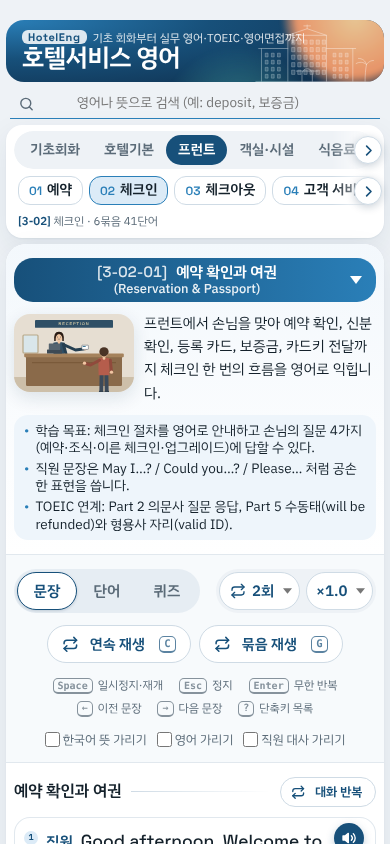 HotelEng 기초 회화부터 실무 영어·TOEIC·영어면접까지
호텔서비스 영어
영어나 뜻으로 검색 (예: deposit, 보증금)
기초회화 호텔기본 프런트 객실·시설 식음료
01 예약 02 체크인 03 체크아웃 04 고객 서비
[3-02] 체크인 · 6묶음 41단어
[3-02-01] 예약 확인과 여권
(Reservation & Passport)
RECEPTION
프런트에서 손님을 맞아 예약 확인, 신분
확인, 등록 카드, 보증금, 카드키 전달까
지 체크인 한 번의 흐름을 영어로 익힙니
다.
• 학습 목표: 체크인 절차를 영어로 안내하고 손님의 질문 4가지
(예약·조식·이른 체크인·업그레이드)에 답할 수 있다.
• 직원 문장은 May I…? / Could you…? / Please… 처럼 공손
한 표현을 씁니다.
• TOEIC 연계: Part 2 의문사 질문 응답, Part 5 수동태(will be
refunded)와 형용사 자리(valid ID).
문장 단어 퀴즈 2회 ×1.0
연속 재생 C 묶음 재생 G
Space 일시정지·재개 Esc 정지 Enter 무한 반복
← 이전 문장 → 다음 문장 ? 단축키 목록
한국어 뜻 가리기 영어 가리기 직원 대사 가리기
예약 확인과 여권 대화 반복
1 직원 Good afternoon. Welcome to